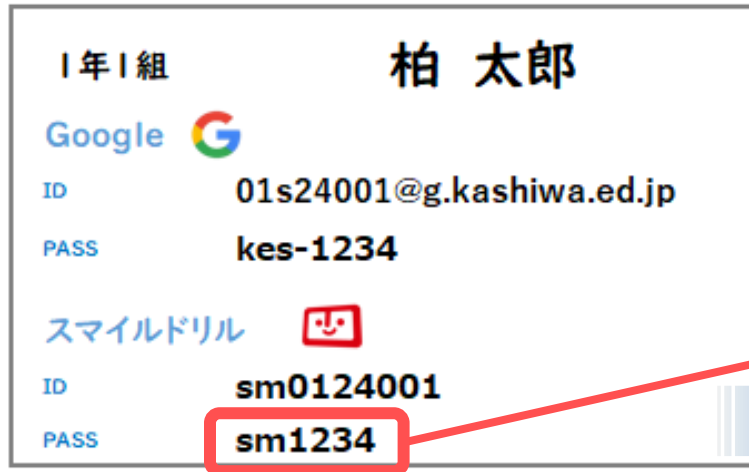 1年1組 柏 太郎
Google
ID 01s24001@g.kashiwa.ed.jp
PASS kes-1234
スマイルドリル
ID sm0124001
PASS sm1234